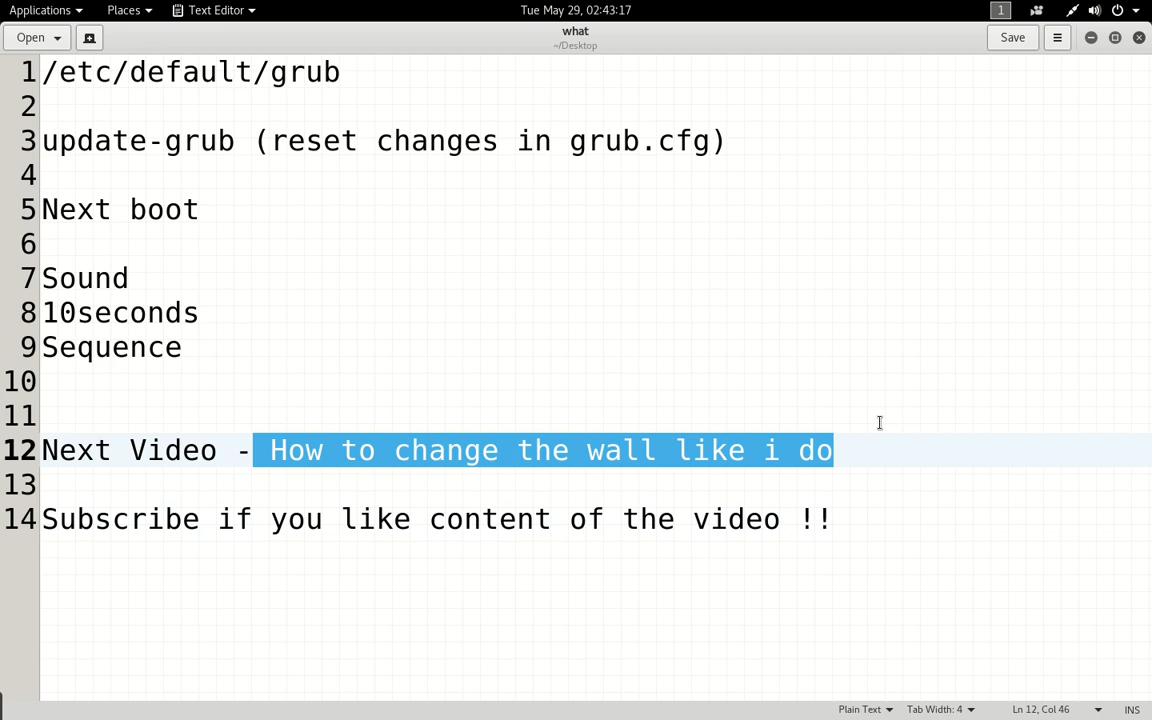 Applications Places Text Editor Tue May 29, 02:43:17 1
Open what Save
~/Desktop
1 /etc/default/grub
2
3 update-grub (reset changes in grub.cfg)
4
5 Next boot
6
7 Sound
8 10seconds
9 Sequence
10
11
12 Next Video - How to change the wall like i do
13
14 Subscribe if you like content of the video !!
Plain Text Tab Width: 4 Ln 12, Col 46 INS